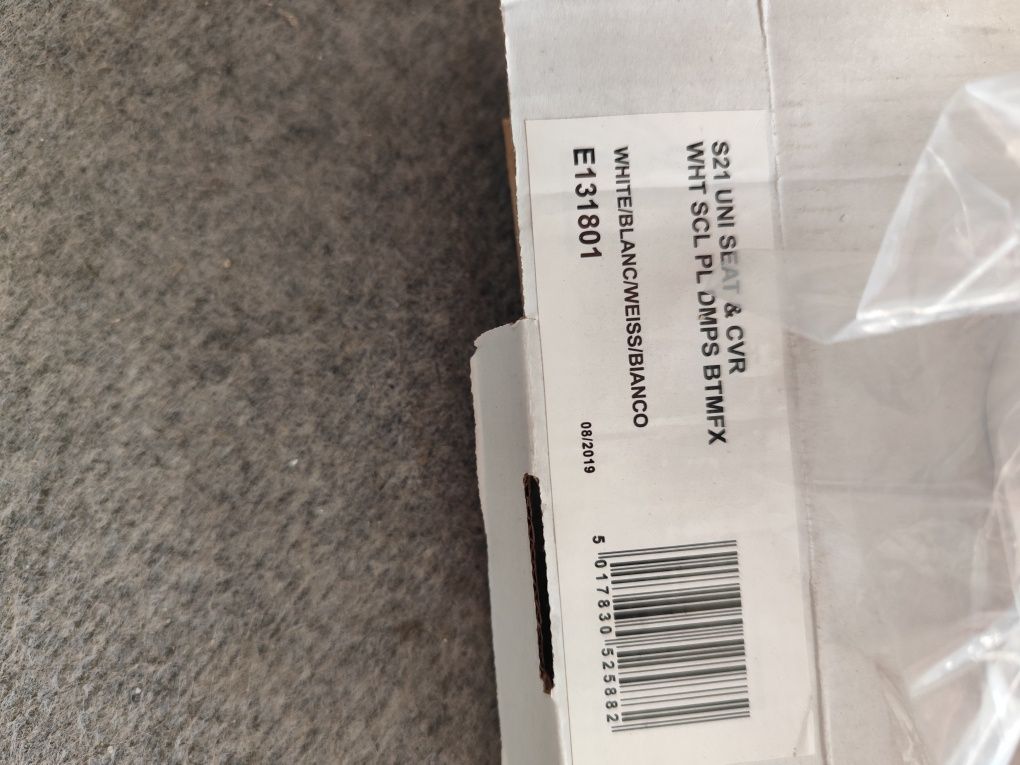 S21 UNI SEAT & CVR
WHT SCL PL DMPS BTMFX
WHITE/BLANC/WEISS/BIANCO
E131801
08/2019
5 017830 525882